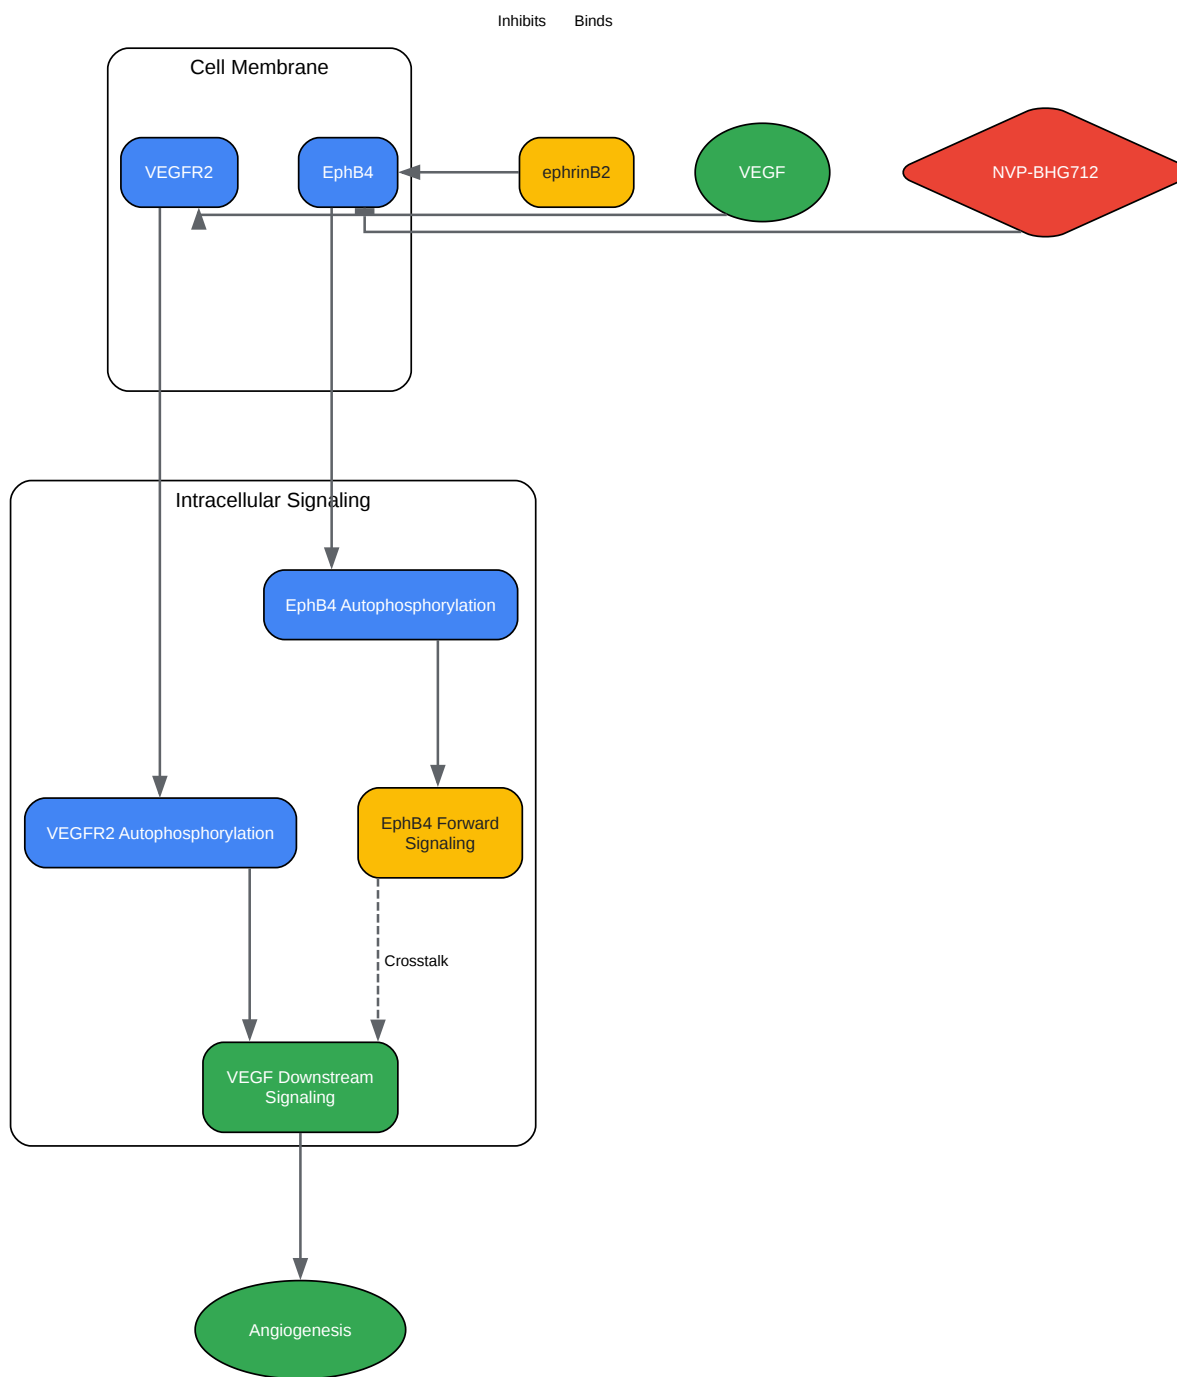 Inhibits
Binds
Cell Membrane
VEGFR2
EphB4
ephrinB2
VEGF
NVP-BHG712
Intracellular Signaling
EphB4 Autophosphorylation
VEGFR2 Autophosphorylation
EphB4 Forward
Signaling
Crosstalk
VEGF Downstream
Signaling
Angiogenesis